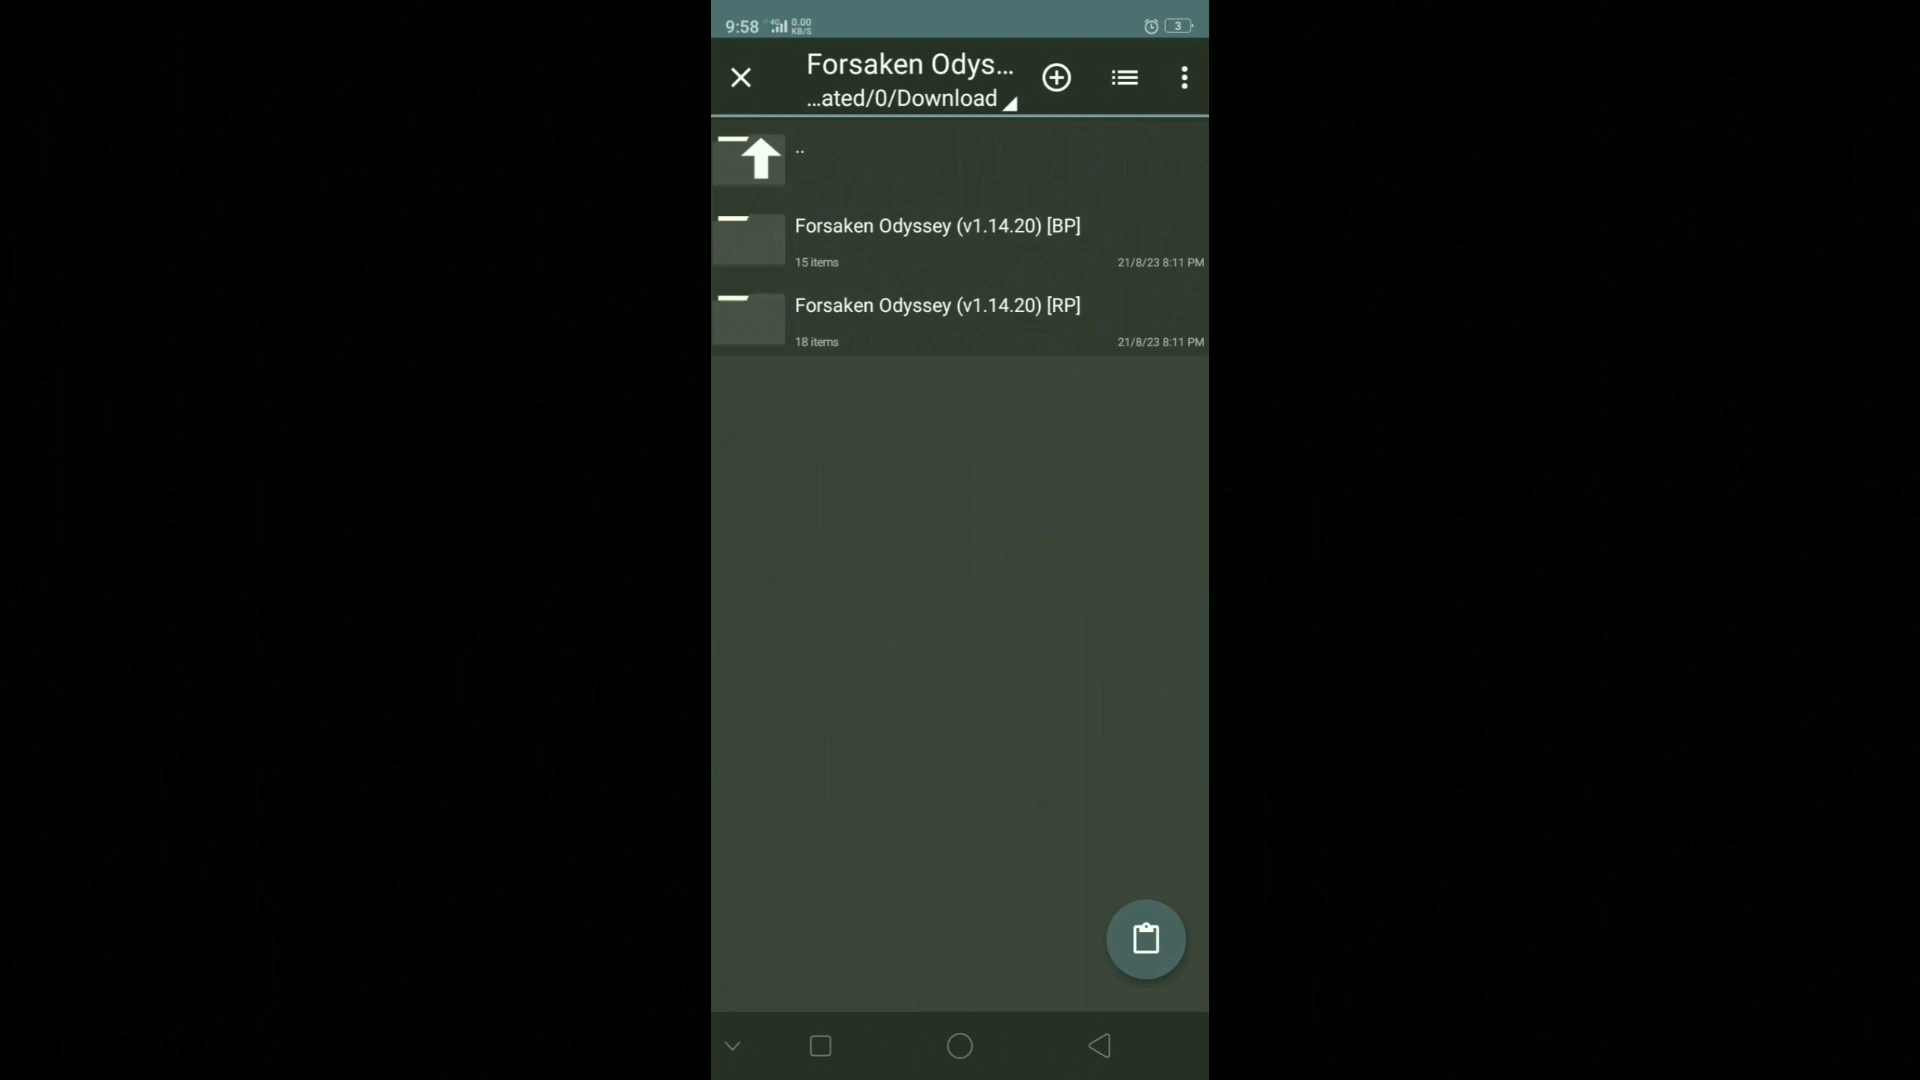 9:58 4G 0.00 KB/S 3
Forsaken Odys...
...ated/0/Download
..
Forsaken Odyssey (v1.14.20) [BP]
15 items 21/8/23 8:11 PM
Forsaken Odyssey (v1.14.20) [RP]
18 items 21/8/23 8:11 PM